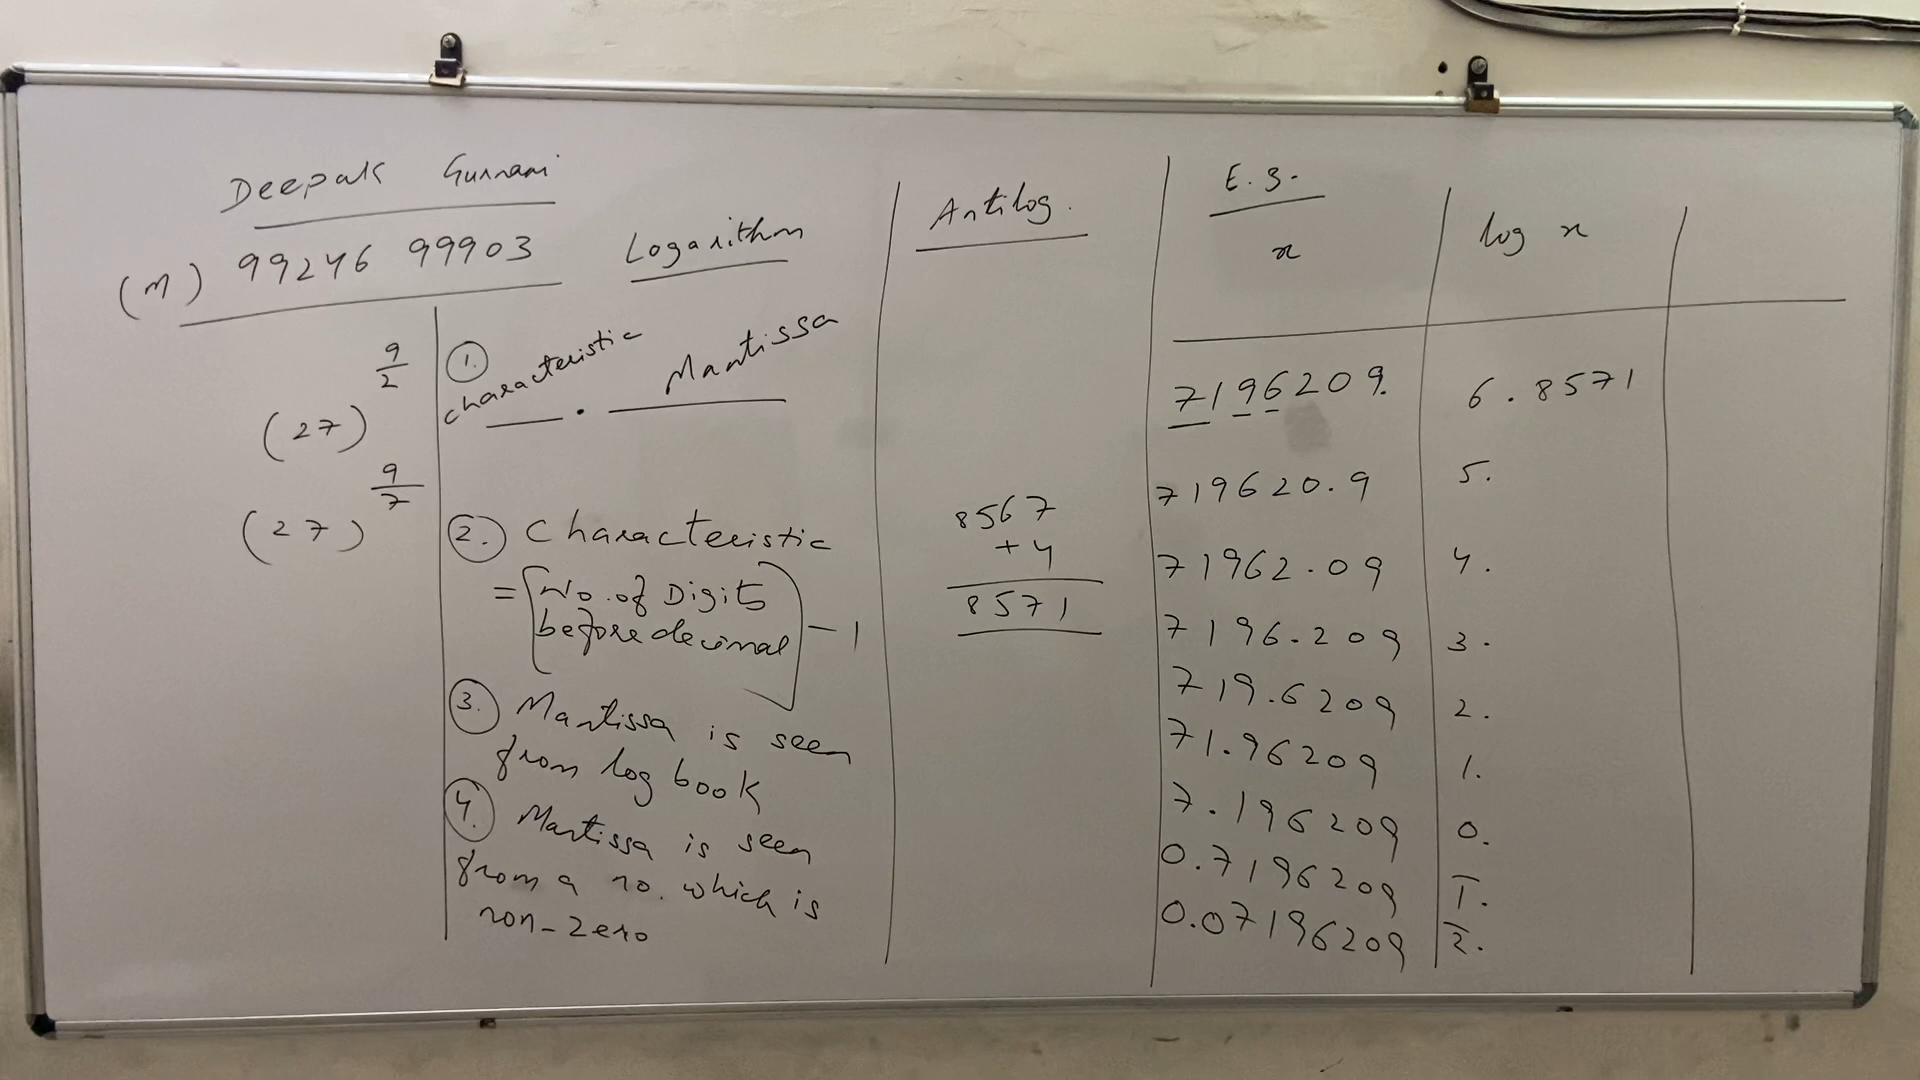 Deepak Gurnani
(M) 99246 99903
(27)^9/2
(27)^9/7
Logarithm
1. characteristic . Mantissa
2. Characteristic
= [No. of Digits
before decimal] - 1
3. Mantissa is seen
from log book
4. Mantissa is seen
from a no. which is
non-zero
Antilog.
8567
+ 4
8571
E.g.
x log x
7196209. 6.8571
719620.9 5.
71962.09 4.
7196.209 3.
719.6209 2.
71.96209 1.
7.196209 0.
0.7196209 1̅.
0.07196209 2̅.